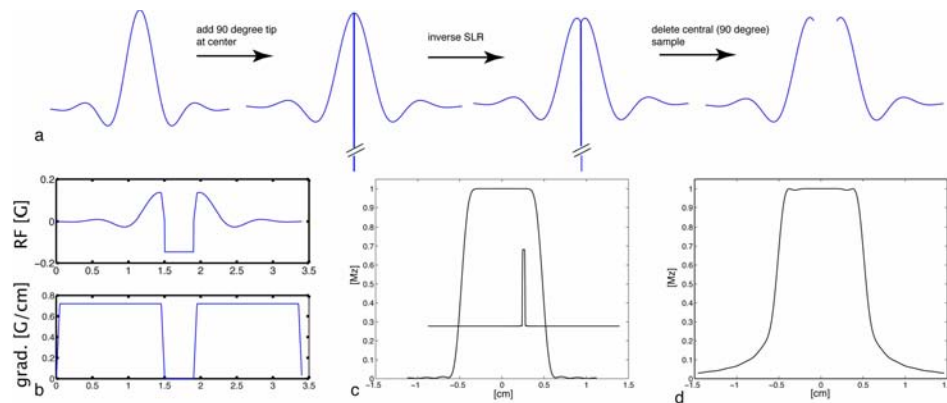 add 90 degree tip
at center
inverse SLR
delete central (90 degree)
sample
a
RF [G]
0.2
0
-0.2
0 0.5 1 1.5 2 2.5 3 3.5
grad. [G/cm]
0.8
0.6
0.4
0.2
0
0 0.5 1 1.5 2 2.5 3 3.5
b
[Mz]
1
0.9
0.8
0.7
0.6
0.5
0.4
0.3
0.2
0.1
0
-1.5 -1 -0.5 0 0.5 1 1.5
[cm]
c
[Mz]
1
0.9
0.8
0.7
0.6
0.5
0.4
0.3
0.2
0.1
0
-1.5 -1 -0.5 0 0.5 1 1.5
[cm]
d